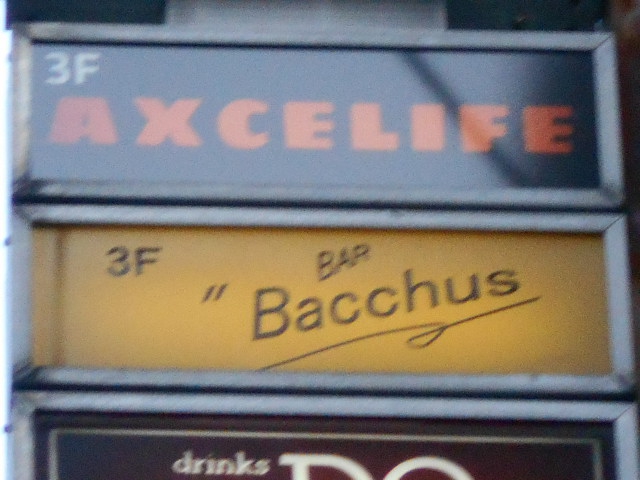 3F
AXCELIFE
3F
BAR
" Bacchus
drinks